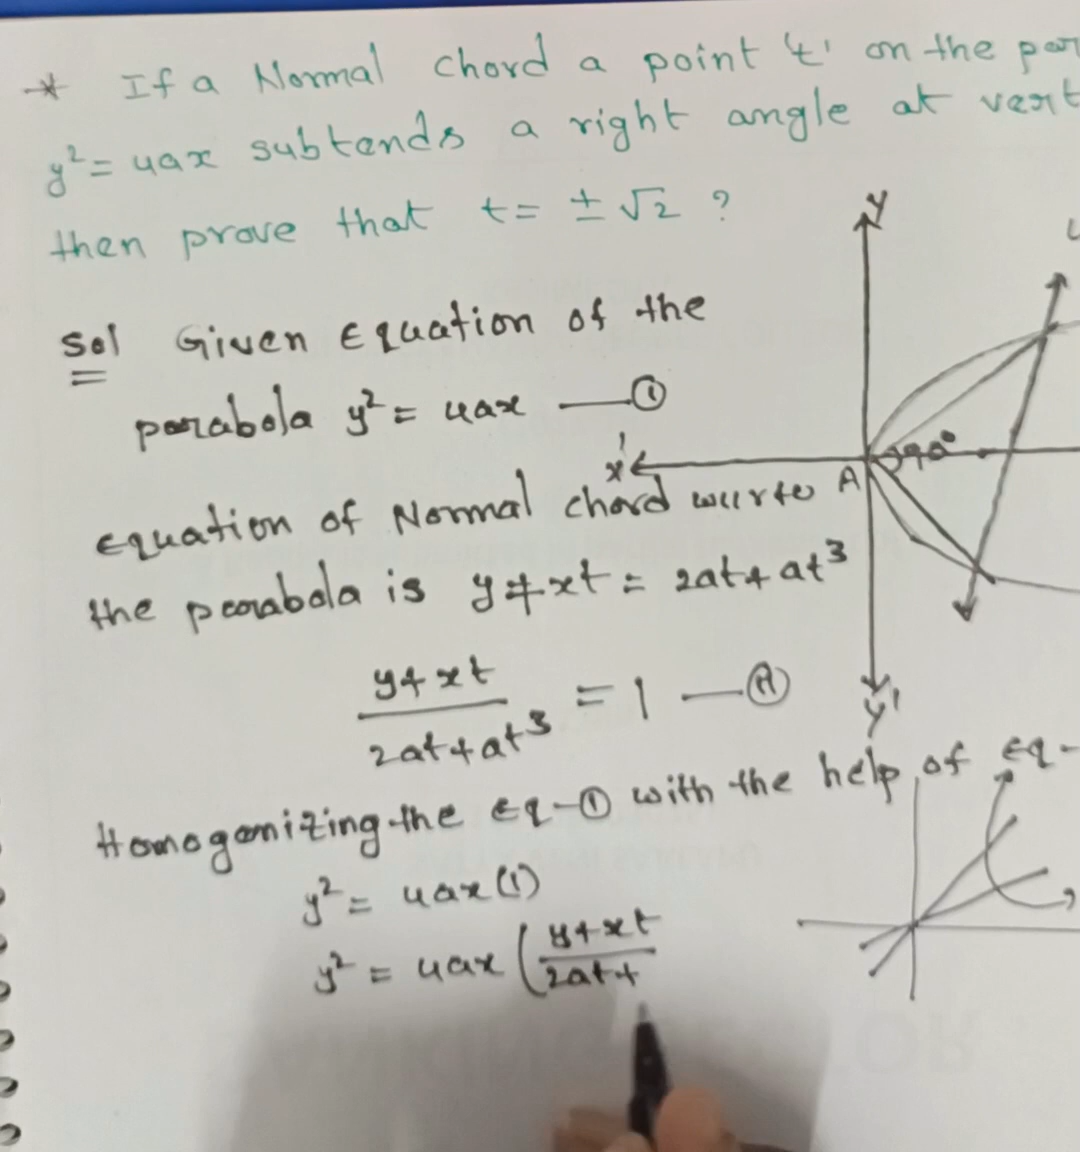 * If a Normal chord a point 't' on the par
y² = 4ax subtends a right angle at vert
then prove that t = ± √2 ?
Sol Given Equation of the
parabola y² = 4ax —①
Equation of Normal chord w.r.to
the parabola is y + xt = 2at + at³
y + xt / 2at + at³ = 1 —②
Homogenizing the Eq-① with the help of Eq-
y² = 4ax (1)
y² = 4ax ( y + xt / 2at +
Y
x'
A
90°
y'